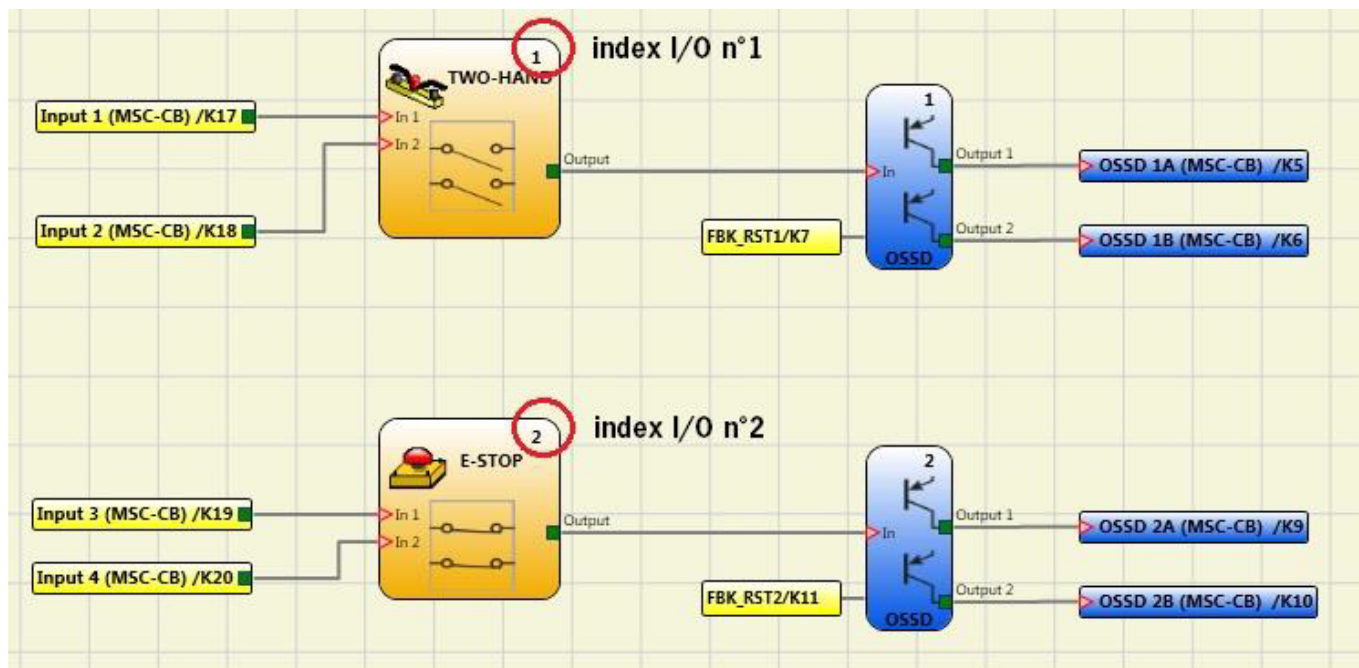 1
index I/O n°1
TWO-HAND
Input 1 (MSC-CB) /K17
In 1
In 2
Output
Input 2 (MSC-CB) /K18
1
In
Output 1
OSSD 1A (MSC-CB) /K5
FBK_RST1/K7
Output 2
OSSD 1B (MSC-CB) /K6
OSSD
2
index I/O n°2
E-STOP
Input 3 (MSC-CB) /K19
In 1
In 2
Output
Input 4 (MSC-CB) /K20
2
In
Output 1
OSSD 2A (MSC-CB) /K9
FBK_RST2/K11
Output 2
OSSD 2B (MSC-CB) /K10
OSSD